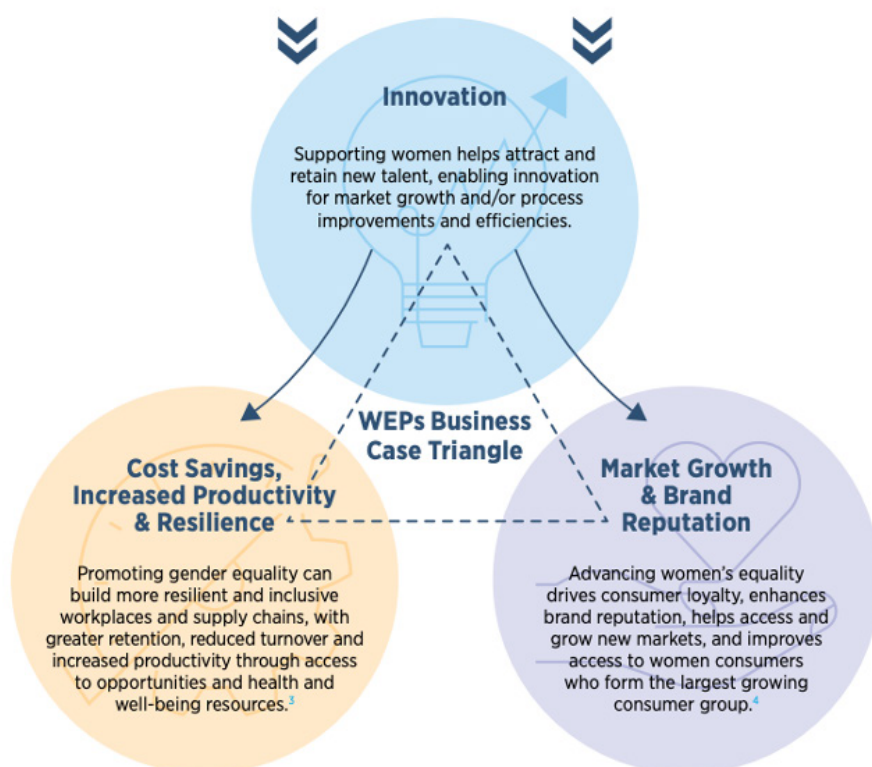 Innovation
Supporting women helps attract and
retain new talent, enabling innovation
for market growth and/or process
improvements and efficiencies.
WEPs Business
Case Triangle
Cost Savings,
Increased Productivity
& Resilience
Promoting gender equality can
build more resilient and inclusive
workplaces and supply chains, with
greater retention, reduced turnover and
increased productivity through access
to opportunities and health and
well-being resources.³
Market Growth
& Brand
Reputation
Advancing women’s equality
drives consumer loyalty, enhances
brand reputation, helps access and
grow new markets, and improves
access to women consumers
who form the largest growing
consumer group.⁴